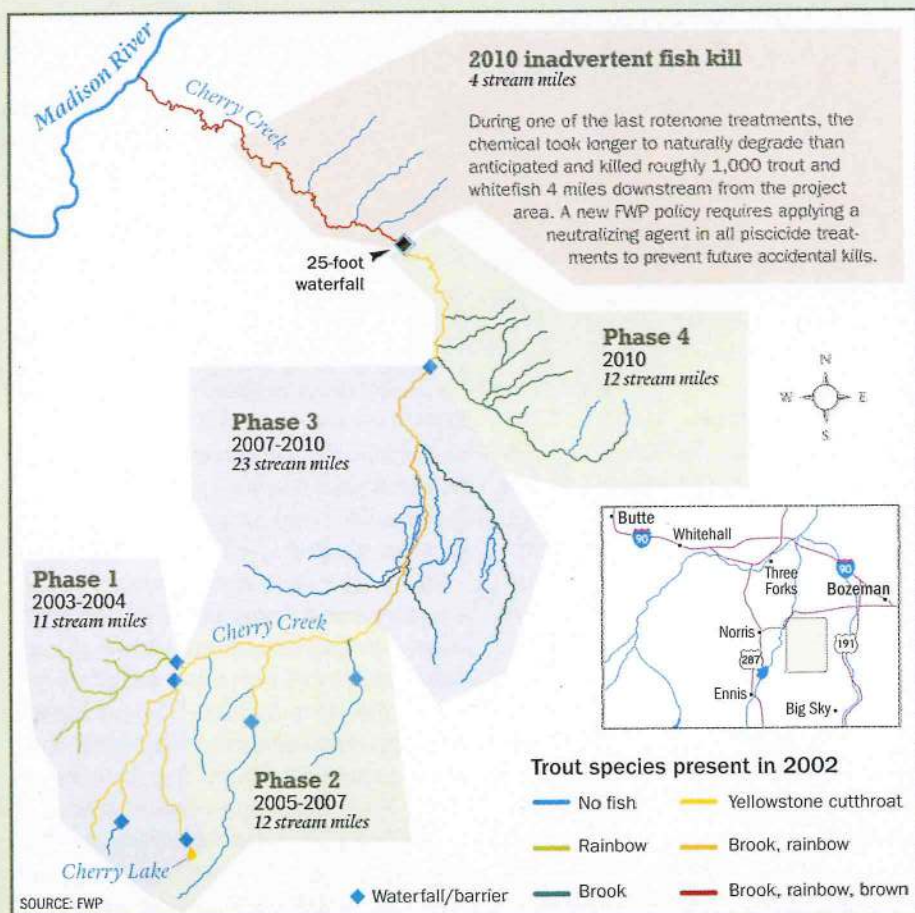 Madison River
Cherry Creek
2010 inadvertent fish kill
4 stream miles
During one of the last rotenone treatments, the
chemical took longer to naturally degrade than
anticipated and killed roughly 1,000 trout and
whitefish 4 miles downstream from the project
area. A new FWP policy requires applying a
neutralizing agent in all piscicide treat-
ments to prevent future accidental kills.
25-foot
waterfall
Phase 4
2010
12 stream miles
N
W E
S
Phase 3
2007-2010
23 stream miles
Phase 1
2003-2004
11 stream miles
Cherry Creek
Phase 2
2005-2007
12 stream miles
Cherry Lake
Butte
90
Whitehall
Three
Forks
90
Bozeman
Norris
287
191
Ennis
Big Sky
Trout species present in 2002
No fish
Yellowstone cutthroat
Rainbow
Brook, rainbow
Brook
Brook, rainbow, brown
Waterfall/barrier
SOURCE: FWP